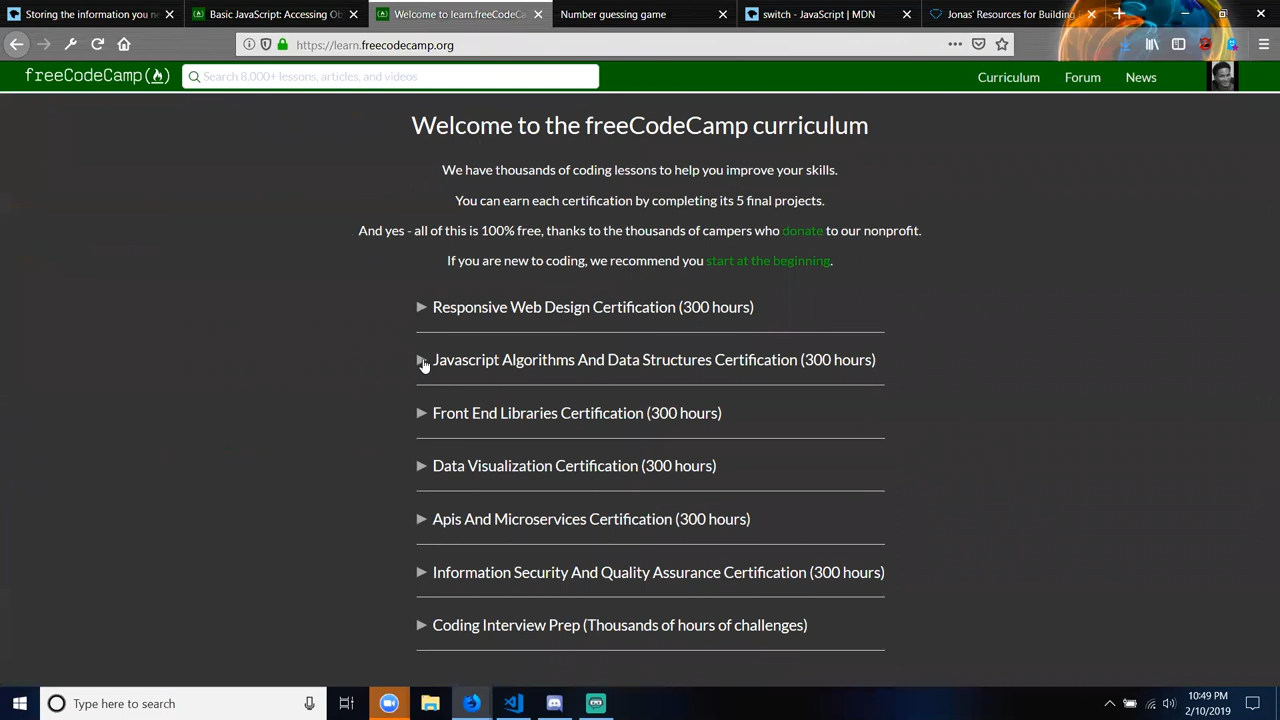 Storing the information you ne
Basic JavaScript: Accessing Ob
Welcome to learn.freeCodeCa
Number guessing game
switch - JavaScript | MDN
Jonas' Resources for Building
https://learn.freecodecamp.org
freeCodeCamp
Search 8,000+ lessons, articles, and videos
Curriculum
Forum
News
Welcome to the freeCodeCamp curriculum
We have thousands of coding lessons to help you improve your skills.
You can earn each certification by completing its 5 final projects.
And yes - all of this is 100% free, thanks to the thousands of campers who donate to our nonprofit.
If you are new to coding, we recommend you start at the beginning.
Responsive Web Design Certification (300 hours)
Javascript Algorithms And Data Structures Certification (300 hours)
Front End Libraries Certification (300 hours)
Data Visualization Certification (300 hours)
Apis And Microservices Certification (300 hours)
Information Security And Quality Assurance Certification (300 hours)
Coding Interview Prep (Thousands of hours of challenges)
Type here to search
10:49 PM
2/10/2019